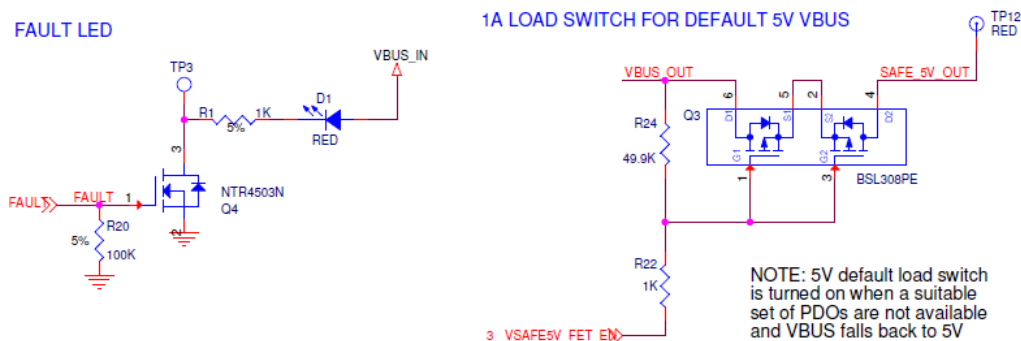 FAULT LED
TP3
VBUS_IN
R1
1K
5%
D1
RED
3
NTR4503N
Q4
FAULT
FAULT
1
2
R20
5%
100K
1A LOAD SWITCH FOR DEFAULT 5V VBUS
TP12
RED
VBUS_OUT
SAFE_5V_OUT
6
5
2
4
Q3
D1
S1
S2
D2
G1
G2
R24
49.9K
1
3
BSL308PE
R22
1K
3 VSAFE5V_FET_EN
NOTE: 5V default load switch
is turned on when a suitable
set of PDOs are not available
and VBUS falls back to 5V